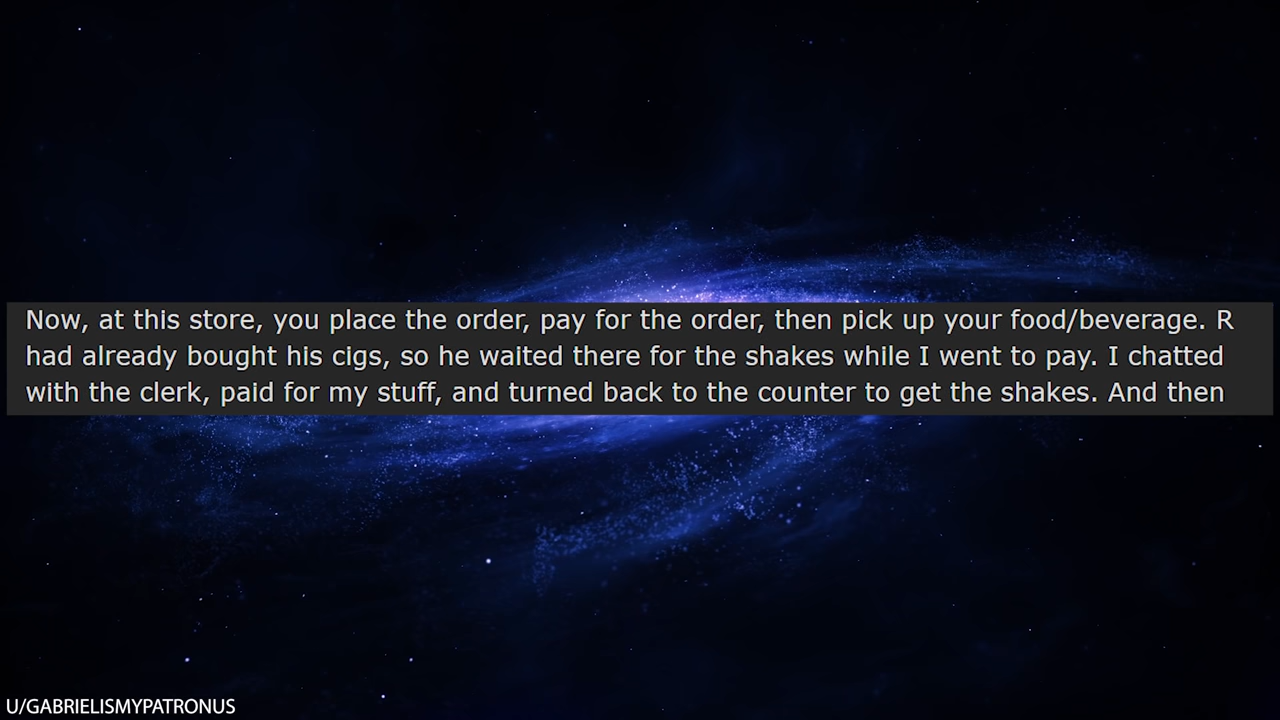 Now, at this store, you place the order, pay for the order, then pick up your food/beverage. R
had already bought his cigs, so he waited there for the shakes while I went to pay. I chatted
with the clerk, paid for my stuff, and turned back to the counter to get the shakes. And then
U/GABRIELISMYPATRONUS